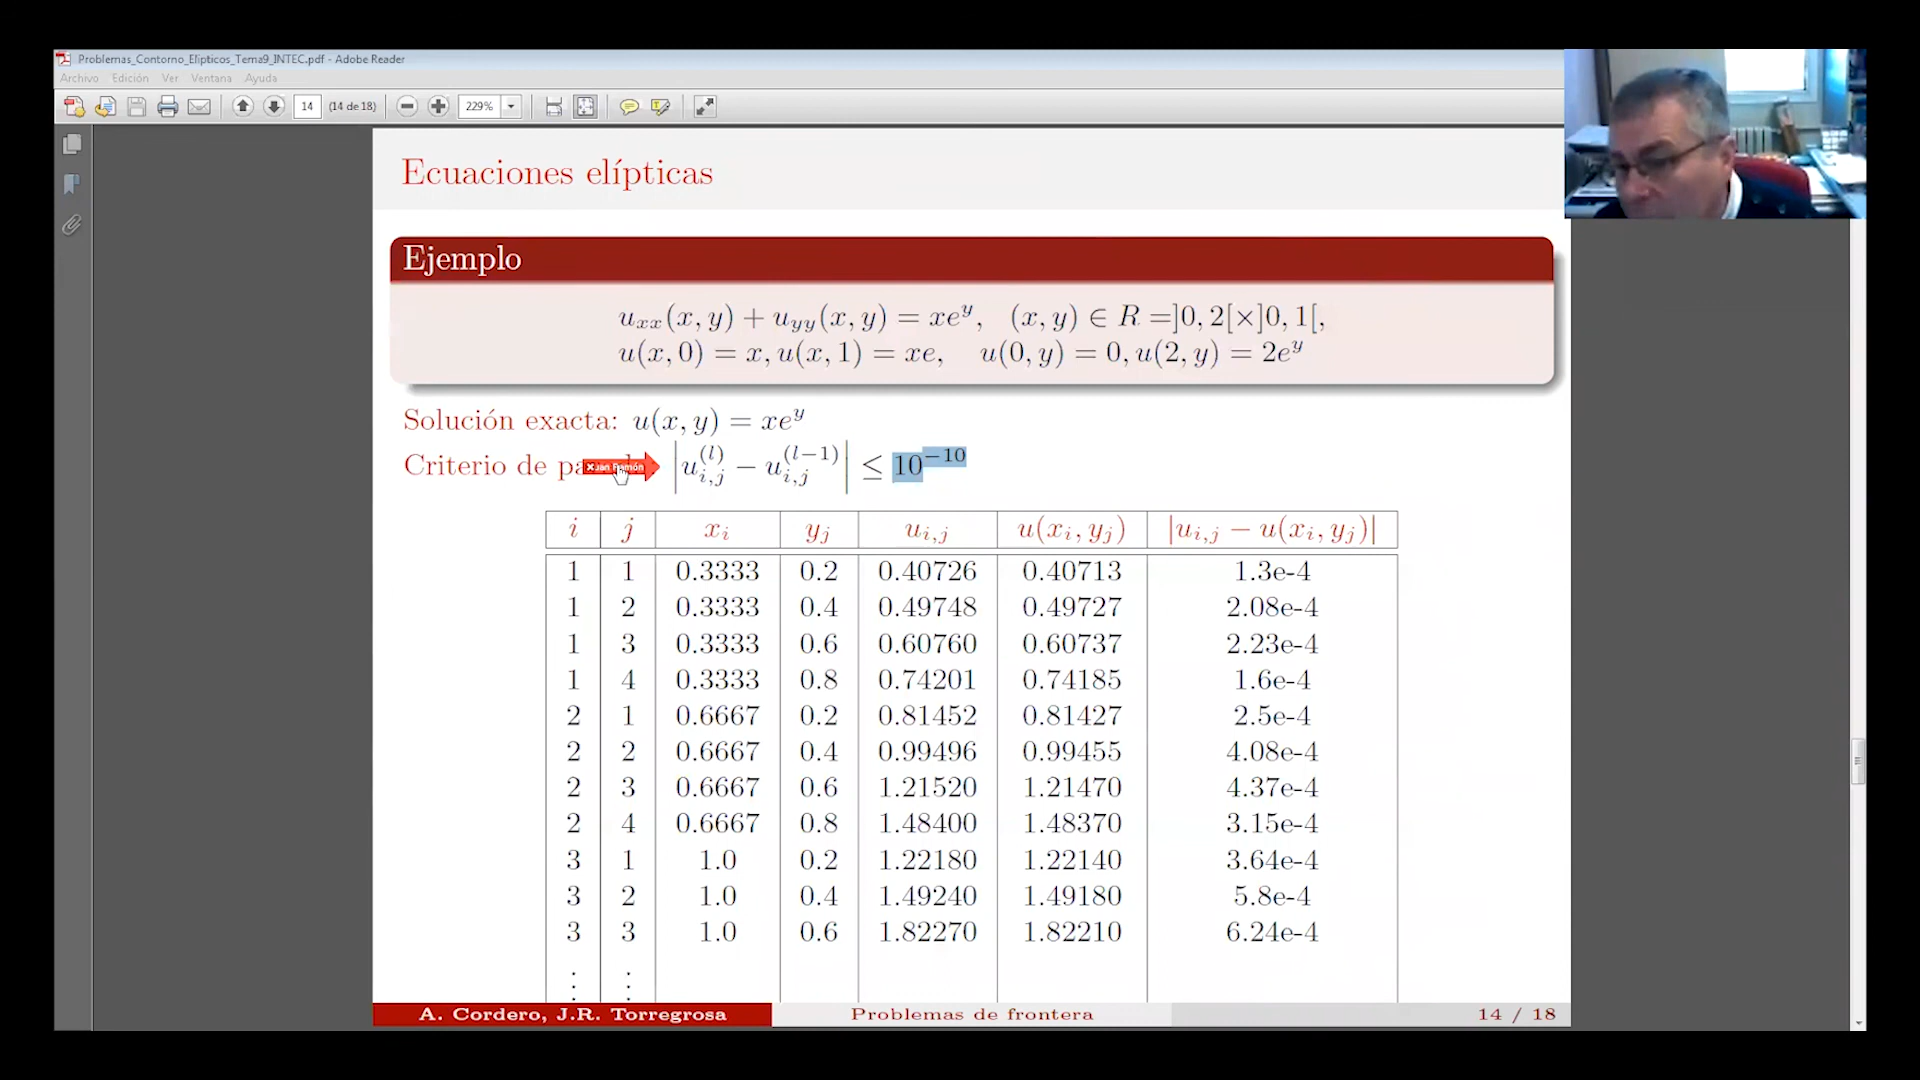 Problemas_Contorno_Elipticos_Tema9_INTEC.pdf - Adobe Reader
Archivo Edición Ver Ventana Ayuda
14 (14 de 18) 229%
Ecuaciones elípticas
Ejemplo
u_{xx}(x, y) + u_{yy}(x, y) = xe^y, (x, y) ∈ R =]0, 2[×]0, 1[,
u(x, 0) = x, u(x, 1) = xe, u(0, y) = 0, u(2, y) = 2e^y
Solución exacta: u(x, y) = xe^y
Criterio de |u_{i,j}^{(l)} − u_{i,j}^{(l−1)}| ≤ 10^{−10}
i j x_i y_j u_{i,j} u(x_i, y_j) |u_{i,j} − u(x_i, y_j)|
1 1 0.3333 0.2 0.40726 0.40713 1.3e-4
1 2 0.3333 0.4 0.49748 0.49727 2.08e-4
1 3 0.3333 0.6 0.60760 0.60737 2.23e-4
1 4 0.3333 0.8 0.74201 0.74185 1.6e-4
2 1 0.6667 0.2 0.81452 0.81427 2.5e-4
2 2 0.6667 0.4 0.99496 0.99455 4.08e-4
2 3 0.6667 0.6 1.21520 1.21470 4.37e-4
2 4 0.6667 0.8 1.48400 1.48370 3.15e-4
3 1 1.0 0.2 1.22180 1.22140 3.64e-4
3 2 1.0 0.4 1.49240 1.49180 5.8e-4
3 3 1.0 0.6 1.82270 1.82210 6.24e-4
⋮ ⋮
A. Cordero, J.R. Torregrosa Problemas de frontera 14 / 18